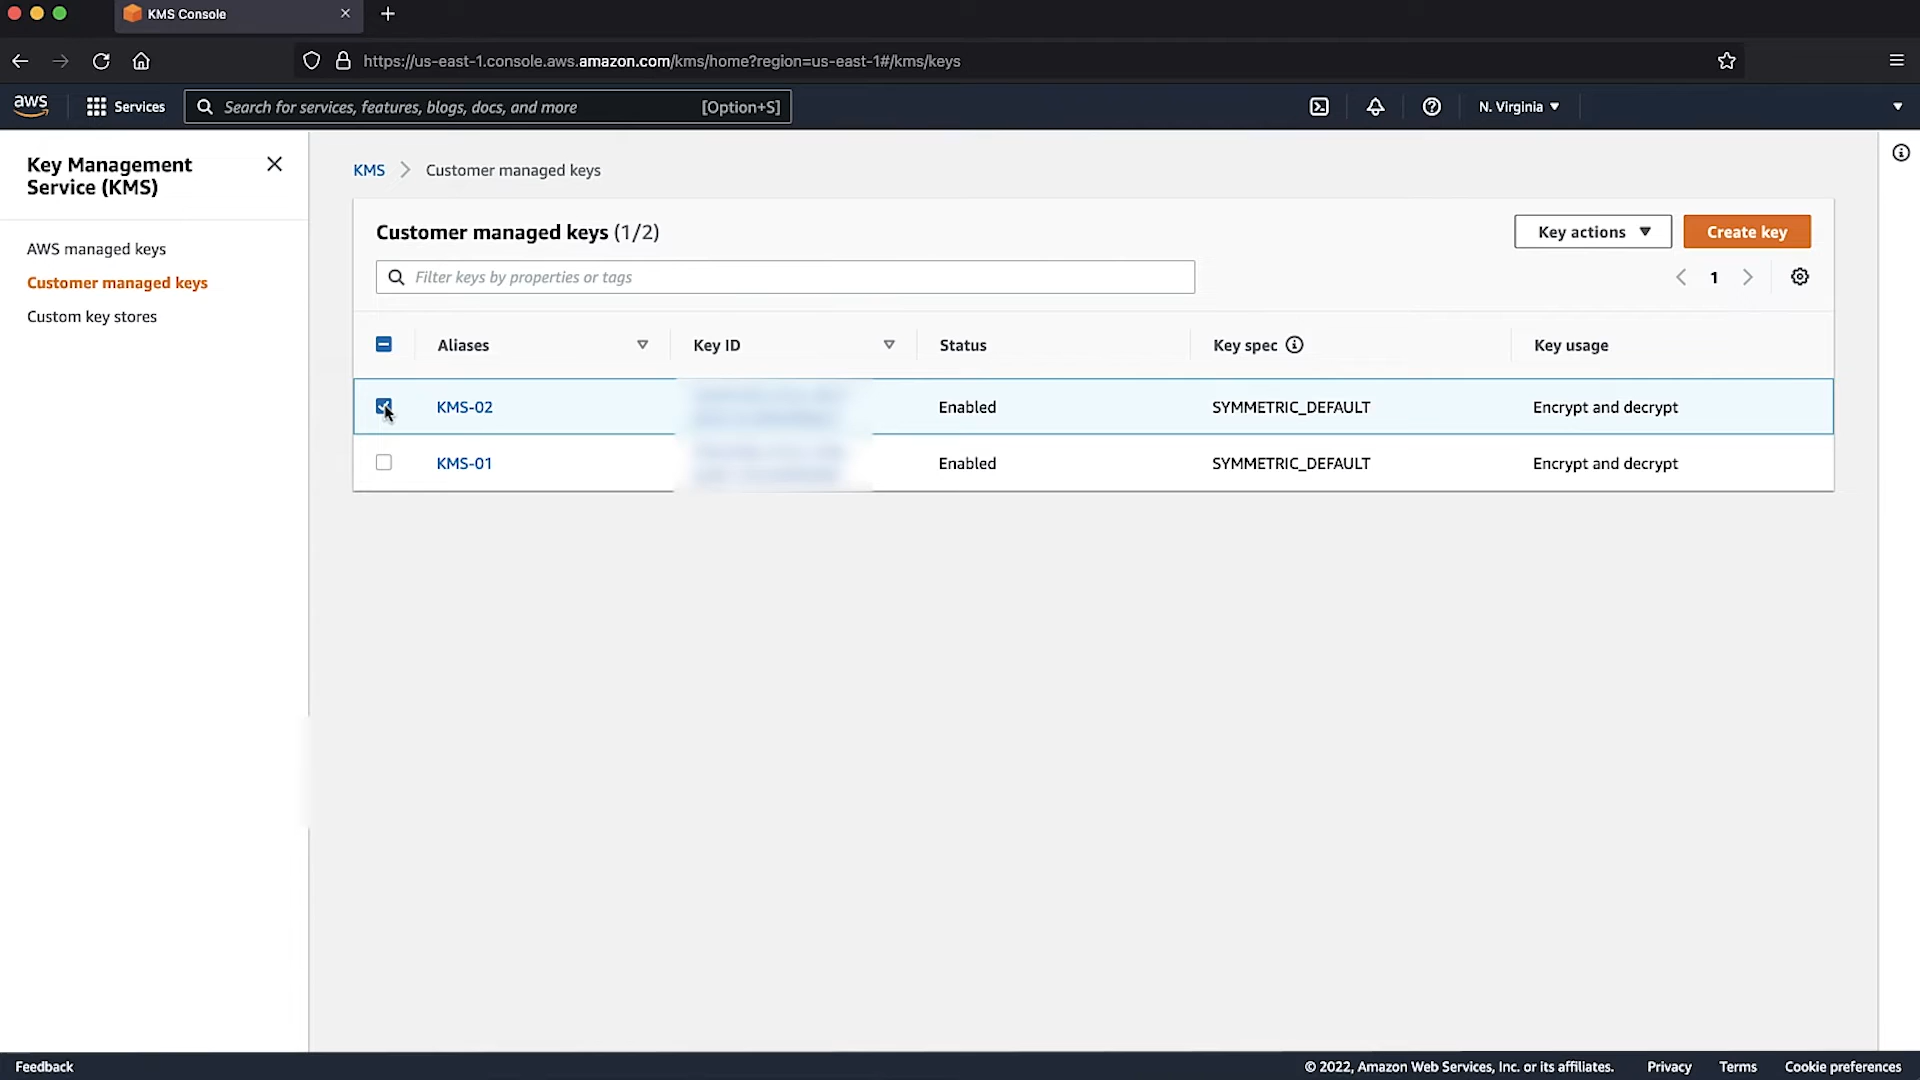 KMS Console
https://us-east-1.console.aws.amazon.com/kms/home?region=us-east-1#/kms/keys
aws Services Search for services, features, blogs, docs, and more [Option+S] N. Virginia
Key Management
Service (KMS)
AWS managed keys
Customer managed keys
Custom key stores
KMS Customer managed keys
Customer managed keys (1/2) Key actions Create key
Filter keys by properties or tags 1
Aliases Key ID Status Key spec Key usage
KMS-02 Enabled SYMMETRIC_DEFAULT Encrypt and decrypt
KMS-01 Enabled SYMMETRIC_DEFAULT Encrypt and decrypt
Feedback © 2022, Amazon Web Services, Inc. or its affiliates. Privacy Terms Cookie preferences